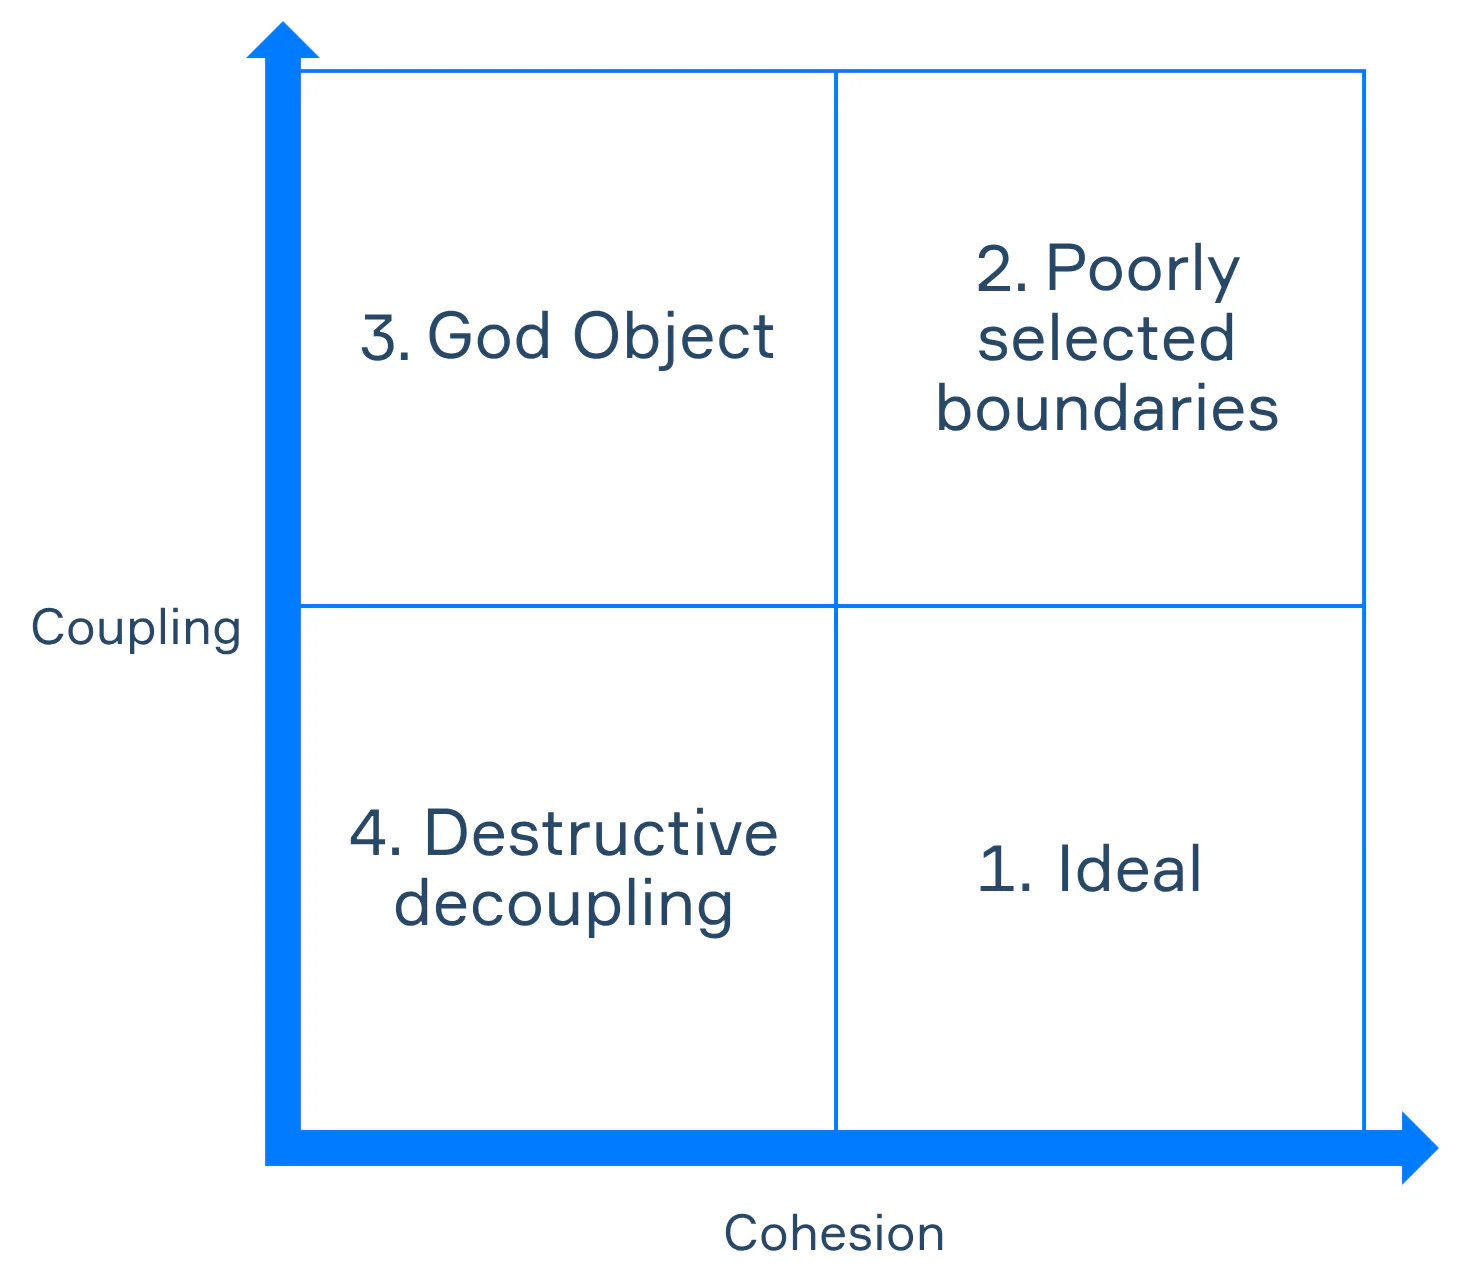 3. God Object
2. Poorly
selected
boundaries
Coupling
4. Destructive
decoupling
1. Ideal
Cohesion